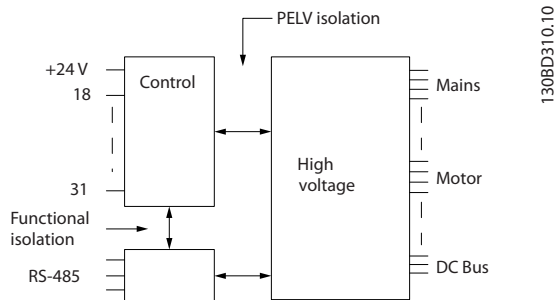 PELV isolation
130BD310.10
+24 V
Control
Mains
18
High
voltage
Motor
31
Functional
isolation
DC Bus
RS-485